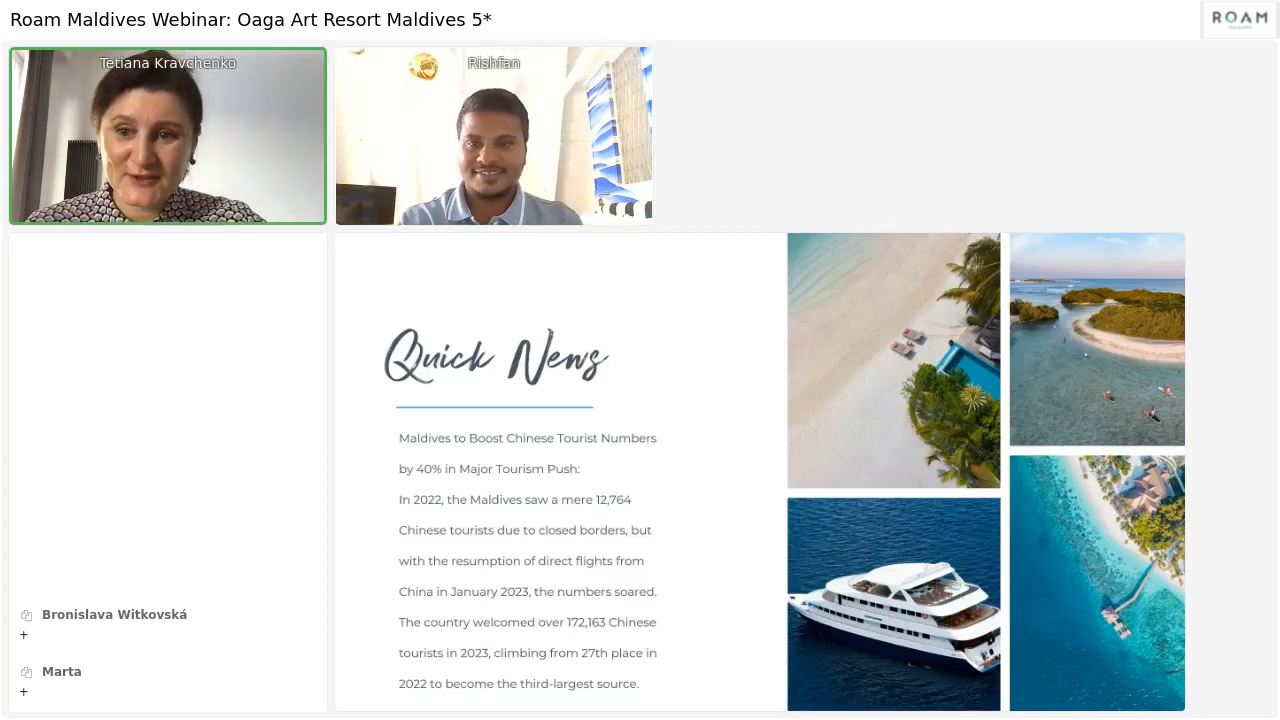 Roam Maldives Webinar: Oaga Art Resort Maldives 5*
ROAM
Tetiana Kravchenko
Rishfan
Quick News
Maldives to Boost Chinese Tourist Numbers
by 40% in Major Tourism Push:
In 2022, the Maldives saw a mere 12,764
Chinese tourists due to closed borders, but
with the resumption of direct flights from
China in January 2023, the numbers soared.
The country welcomed over 172,163 Chinese
tourists in 2023, climbing from 27th place in
2022 to become the third-largest source.
Bronislava Witkovská
+
Marta
+